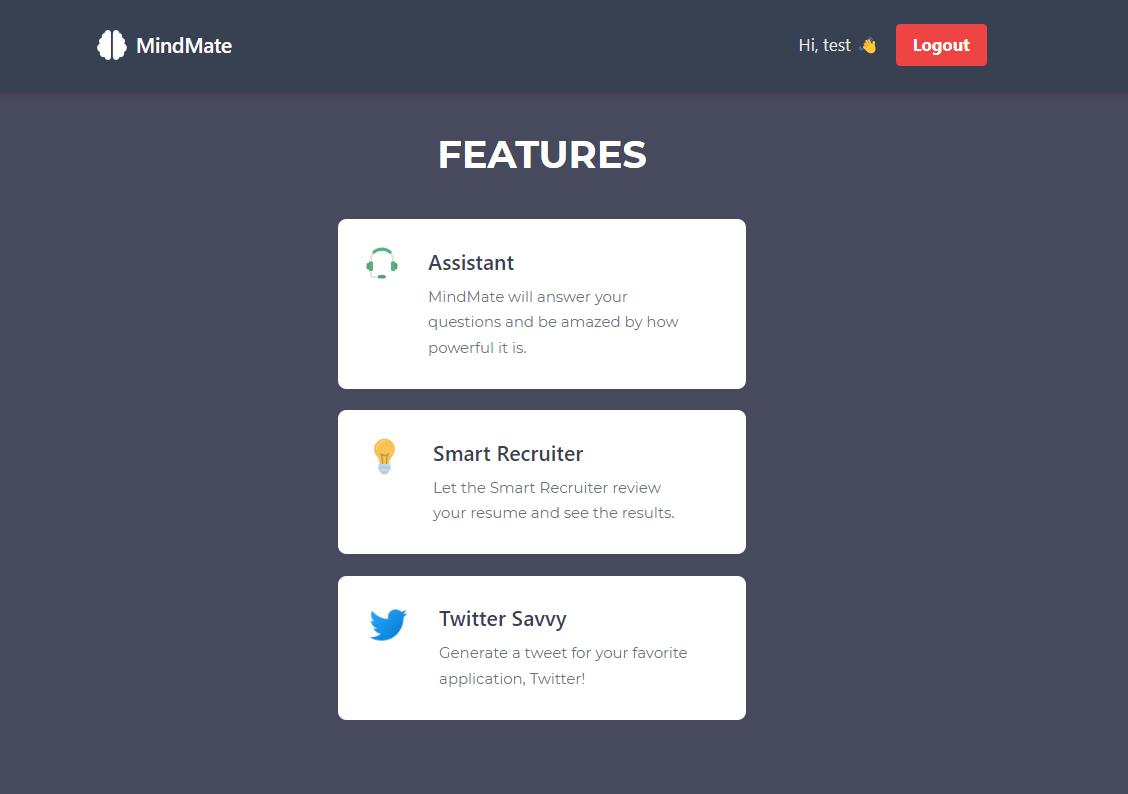 MindMate
Hi, test 👋
Logout
FEATURES
Assistant
MindMate will answer your
questions and be amazed by how
powerful it is.
Smart Recruiter
Let the Smart Recruiter review
your resume and see the results.
Twitter Savvy
Generate a tweet for your favorite
application, Twitter!